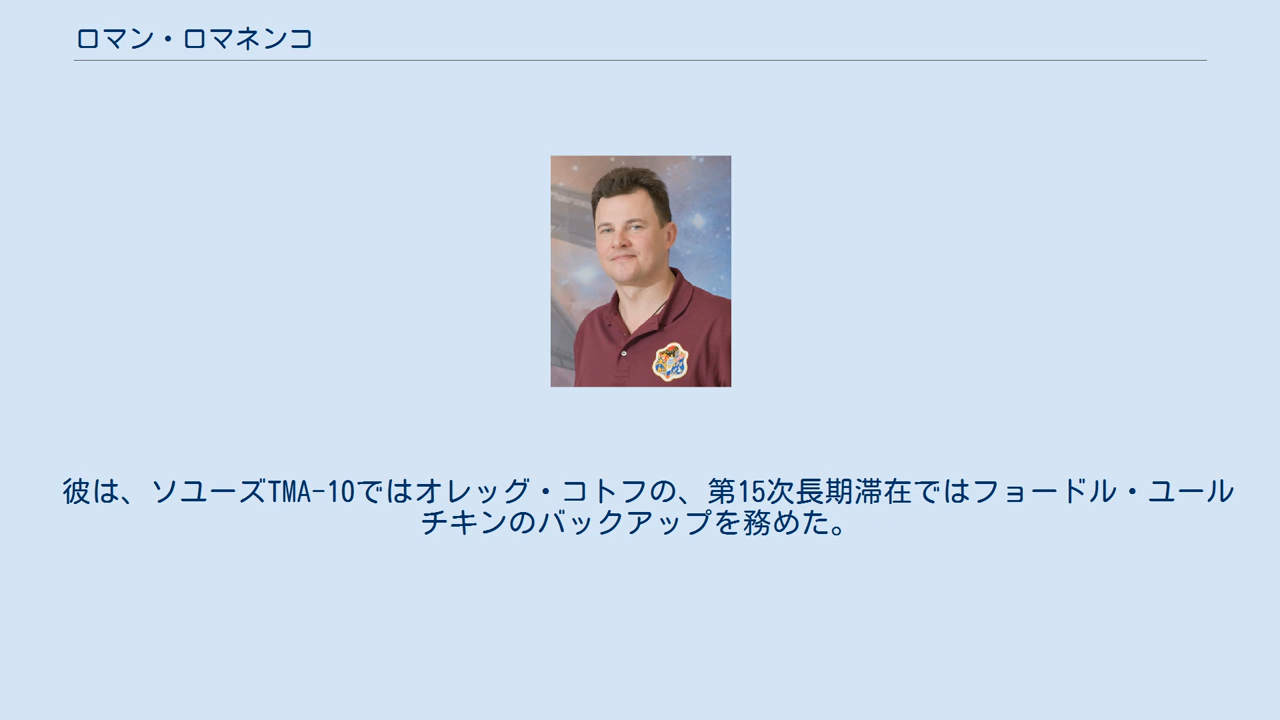 ロマン・ロマネンコ
彼は、ソユーズTMA-10ではオレッグ・コトフの、第15次長期滞在ではフョードル・ユール
チキンのバックアップを務めた。